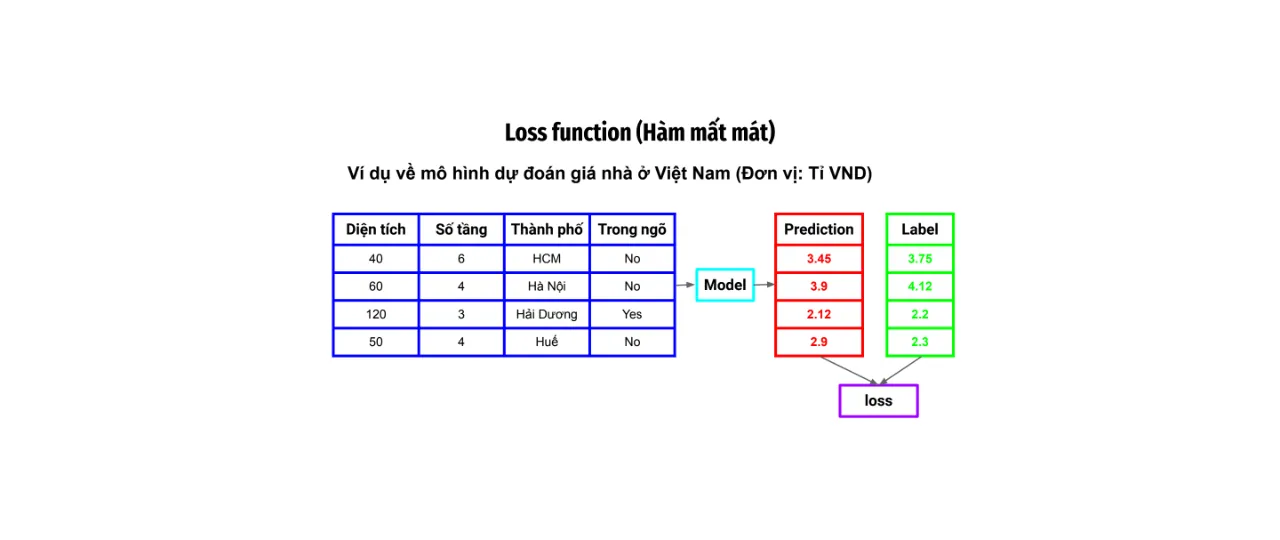 Loss function (Hàm mất mát)
Ví dụ về mô hình dự đoán giá nhà ở Việt Nam (Đơn vị: Tỉ VND)
Diện tích Số tầng Thành phố Trong ngõ Prediction Label
40 6 HCM No 3.45 3.75
60 4 Hà Nội No Model 3.9 4.12
120 3 Hải Dương Yes 2.12 2.2
50 4 Huế No 2.9 2.3
loss